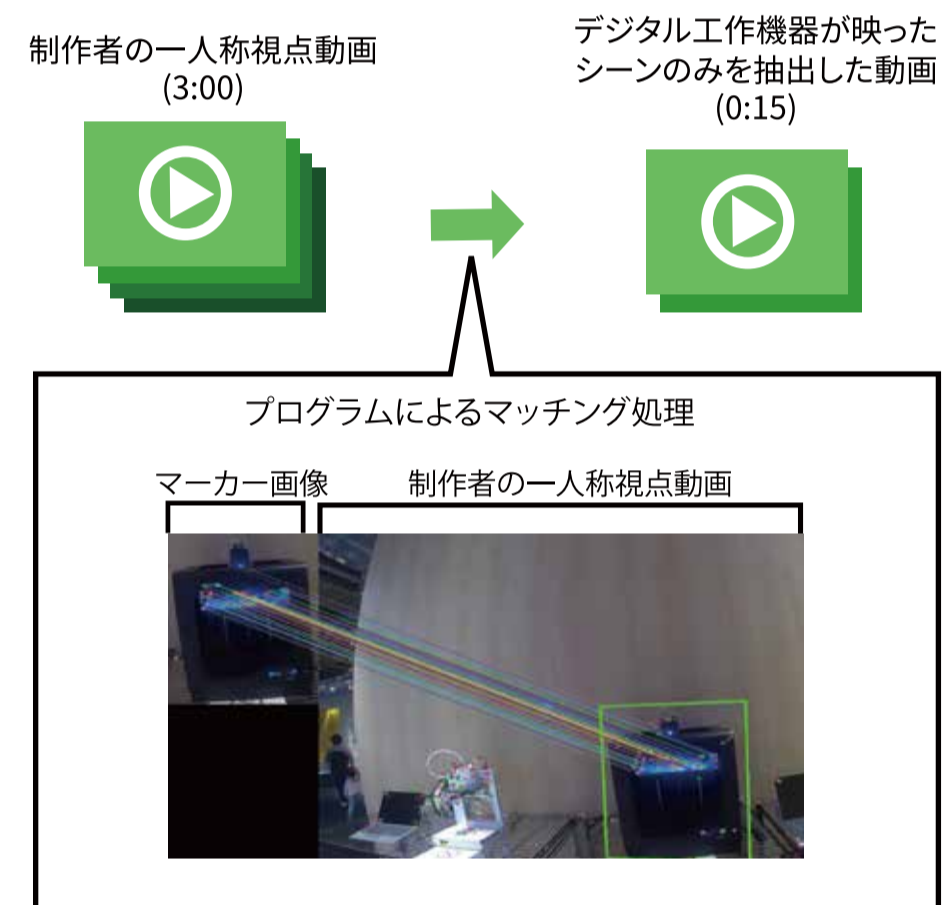 制作者の一人称視点動画
(3:00)
デジタル工作機器が映った
シーンのみを抽出した動画
(0:15)
プログラムによるマッチング処理
マーカー画像
制作者の一人称視点動画